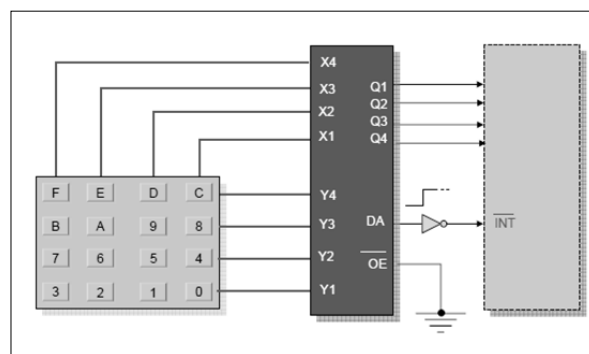 X4
X3
X2
X1
Q1
Q2
Q3
Q4
F E D C
Y4
B A 9 8
Y3
DA
INT
7 6 5 4
Y2
OE
3 2 1 0
Y1